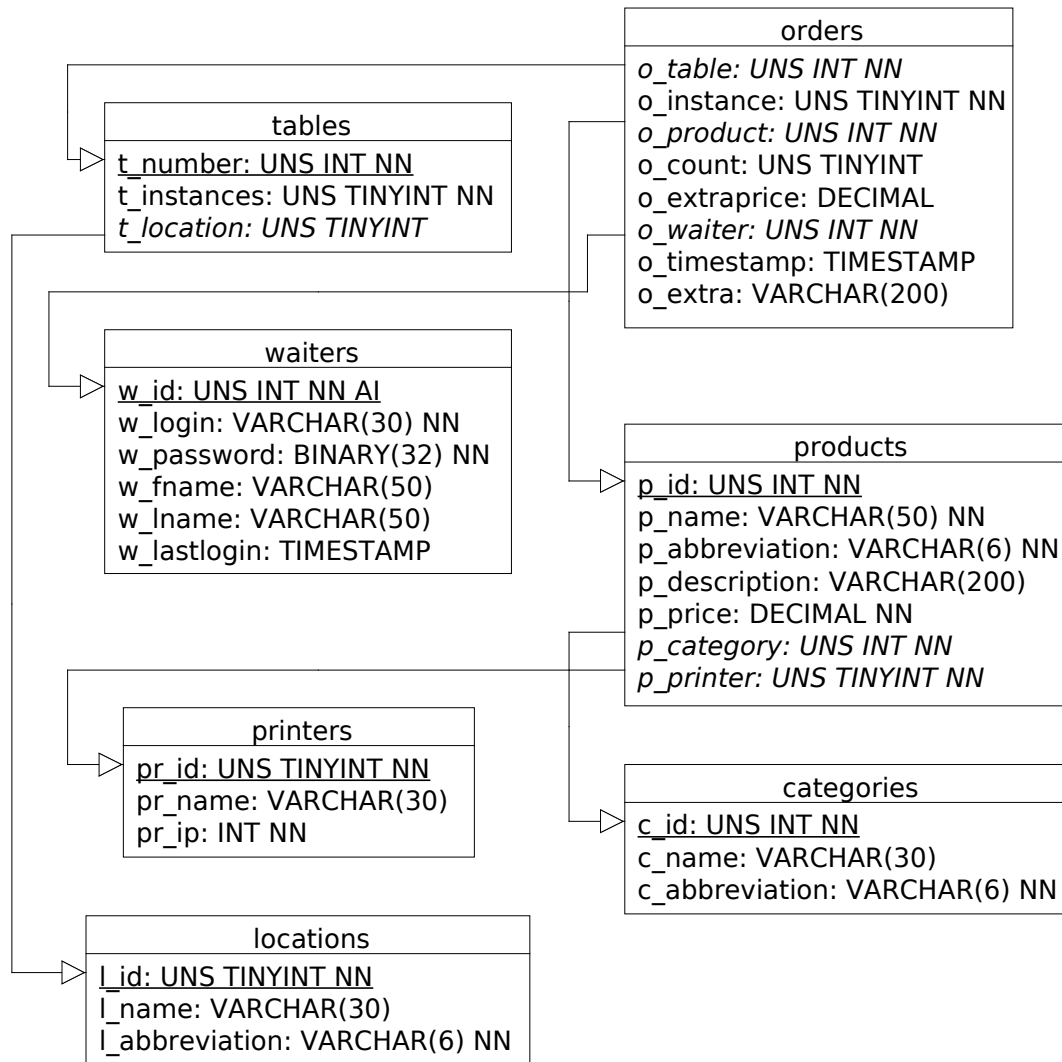 orders
o_table: UNS INT NN
o_instance: UNS TINYINT NN
o_product: UNS INT NN
o_count: UNS TINYINT
o_extraprice: DECIMAL
o_waiter: UNS INT NN
o_timestamp: TIMESTAMP
o_extra: VARCHAR(200)
tables
t_number: UNS INT NN
t_instances: UNS TINYINT NN
t_location: UNS TINYINT
waiters
w_id: UNS INT NN AI
w_login: VARCHAR(30) NN
w_password: BINARY(32) NN
w_fname: VARCHAR(50)
w_lname: VARCHAR(50)
w_lastlogin: TIMESTAMP
products
p_id: UNS INT NN
p_name: VARCHAR(50) NN
p_abbreviation: VARCHAR(6) NN
p_description: VARCHAR(200)
p_price: DECIMAL NN
p_category: UNS INT NN
p_printer: UNS TINYINT NN
printers
pr_id: UNS TINYINT NN
pr_name: VARCHAR(30)
pr_ip: INT NN
categories
c_id: UNS INT NN
c_name: VARCHAR(30)
c_abbreviation: VARCHAR(6) NN
locations
l_id: UNS TINYINT NN
l_name: VARCHAR(30)
l_abbreviation: VARCHAR(6) NN